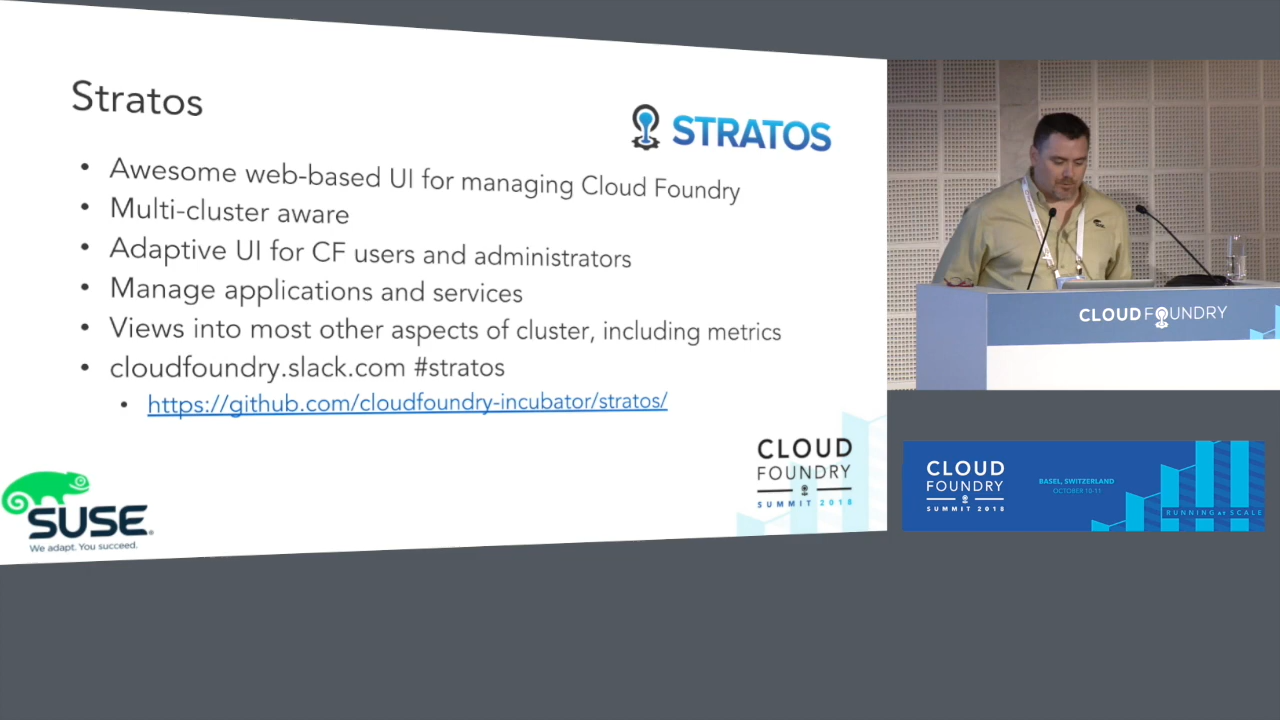 Stratos
STRATOS
• Awesome web-based UI for managing Cloud Foundry
• Multi-cluster aware
• Adaptive UI for CF users and administrators
• Manage applications and services
• Views into most other aspects of cluster, including metrics
• cloudfoundry.slack.com #stratos
• https://github.com/cloudfoundry-incubator/stratos/
CLOUD
FOUNDRY
SUMMIT 2018
SUSE
We adapt. You succeed.
CLOUD FOUNDRY
CLOUD
FOUNDRY
SUMMIT 2018
BASEL, SWITZERLAND
OCTOBER 10-11
RUNNING at SCALE